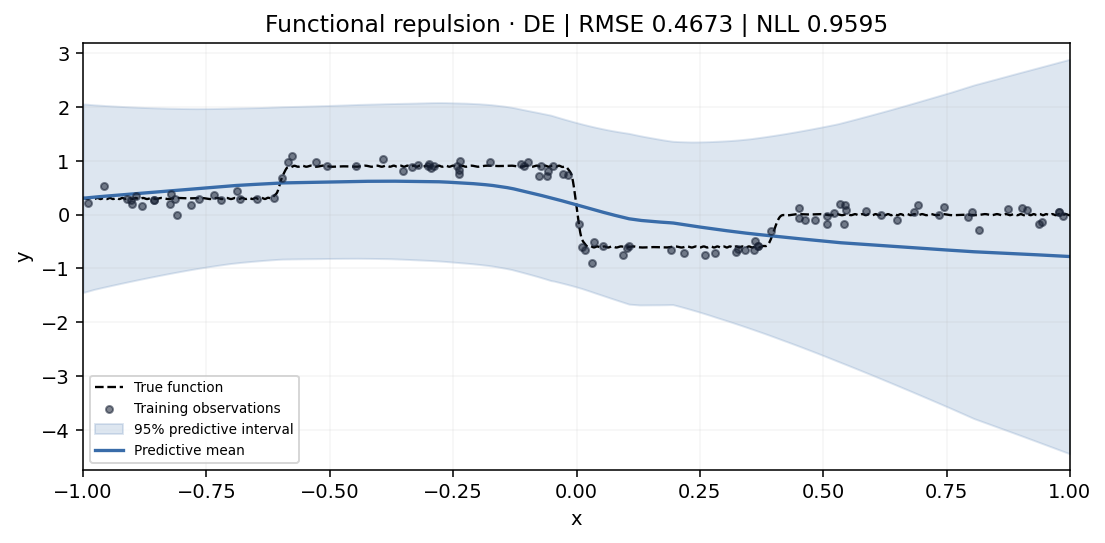 Functional repulsion · DE | RMSE 0.4673 | NLL 0.9595
3
2
1
0
−1
−2
−3
−4
y
True function
Training observations
95% predictive interval
Predictive mean
−1.00
−0.75
−0.50
−0.25
0.00
0.25
0.50
0.75
1.00
x